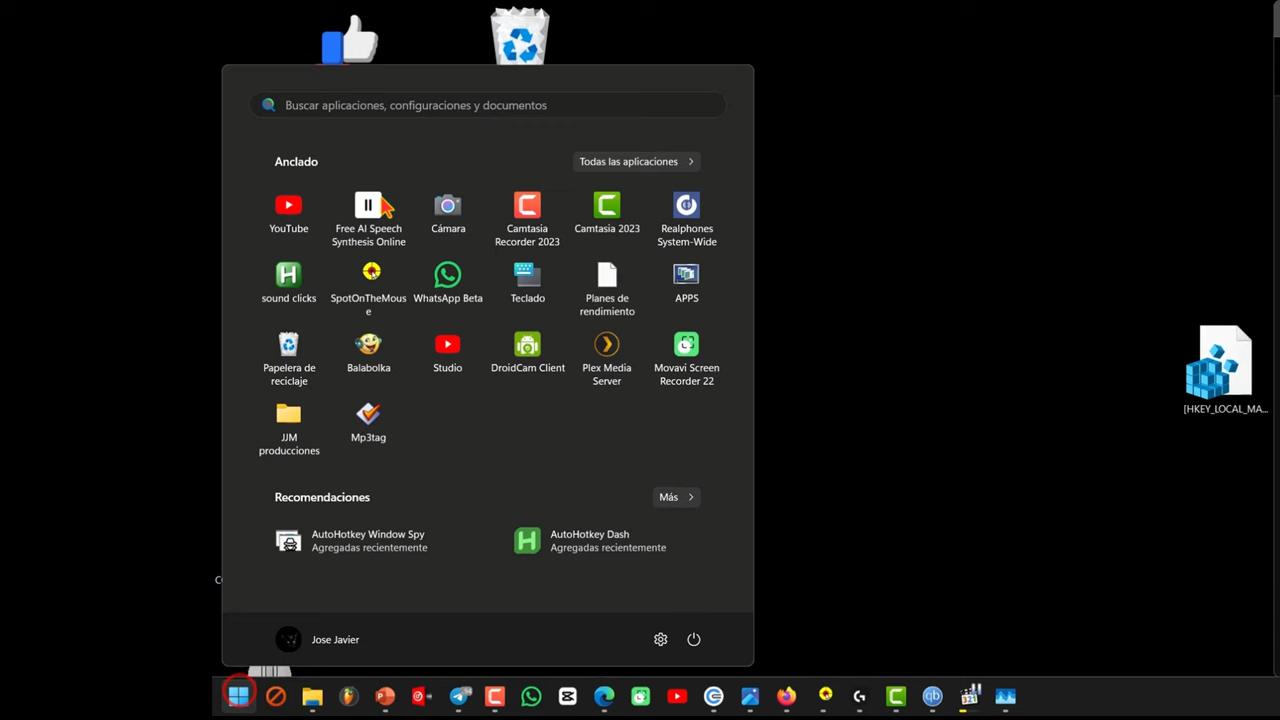 Buscar aplicaciones, configuraciones y documentos
Anclado
Todas las aplicaciones
YouTube
Free AI Speech
Synthesis Online
Cámara
Camtasia
Recorder 2023
Camtasia 2023
Realphones
System-Wide
sound clicks
SpotOnTheMous
e
WhatsApp Beta
Teclado
Planes de
rendimiento
APPS
Papelera de
reciclaje
Balabolka
Studio
DroidCam Client
Plex Media
Server
Movavi Screen
Recorder 22
JJM
producciones
Mp3tag
[HKEY_LOCAL_MA...
Recomendaciones
Más
AutoHotkey Window Spy
Agregadas recientemente
AutoHotkey Dash
Agregadas recientemente
Jose Javier